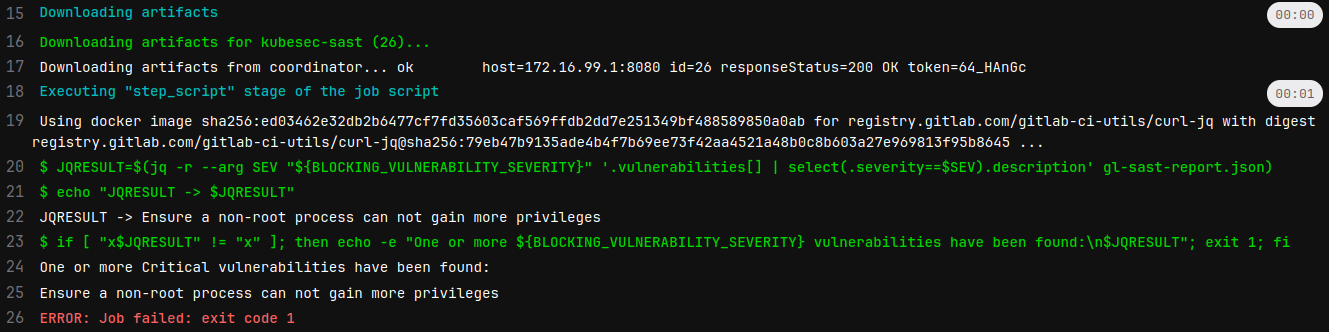 15 Downloading artifacts 00:00
16 Downloading artifacts for kubesec-sast (26)...
17 Downloading artifacts from coordinator... ok host=172.16.99.1:8080 id=26 responseStatus=200 OK token=64_HAnGc
18 Executing "step_script" stage of the job script 00:01
19 Using docker image sha256:ed03462e32db2b6477cf7fd35603caf569ffdb2dd7e251349bf488589850a0ab for registry.gitlab.com/gitlab-ci-utils/curl-jq with digest
registry.gitlab.com/gitlab-ci-utils/curl-jq@sha256:79eb47b9135ade4b4f7b69ee73f42aa4521a48b0c8b603a27e969813f95b8645 ...
20 $ JQRESULT=$(jq -r --arg SEV "${BLOCKING_VULNERABILITY_SEVERITY}" '.vulnerabilities[] | select(.severity==$SEV).description' gl-sast-report.json)
21 $ echo "JQRESULT -> $JQRESULT"
22 JQRESULT -> Ensure a non-root process can not gain more privileges
23 $ if [ "x$JQRESULT" != "x" ]; then echo -e "One or more ${BLOCKING_VULNERABILITY_SEVERITY} vulnerabilities have been found:\n$JQRESULT"; exit 1; fi
24 One or more Critical vulnerabilities have been found:
25 Ensure a non-root process can not gain more privileges
26 ERROR: Job failed: exit code 1